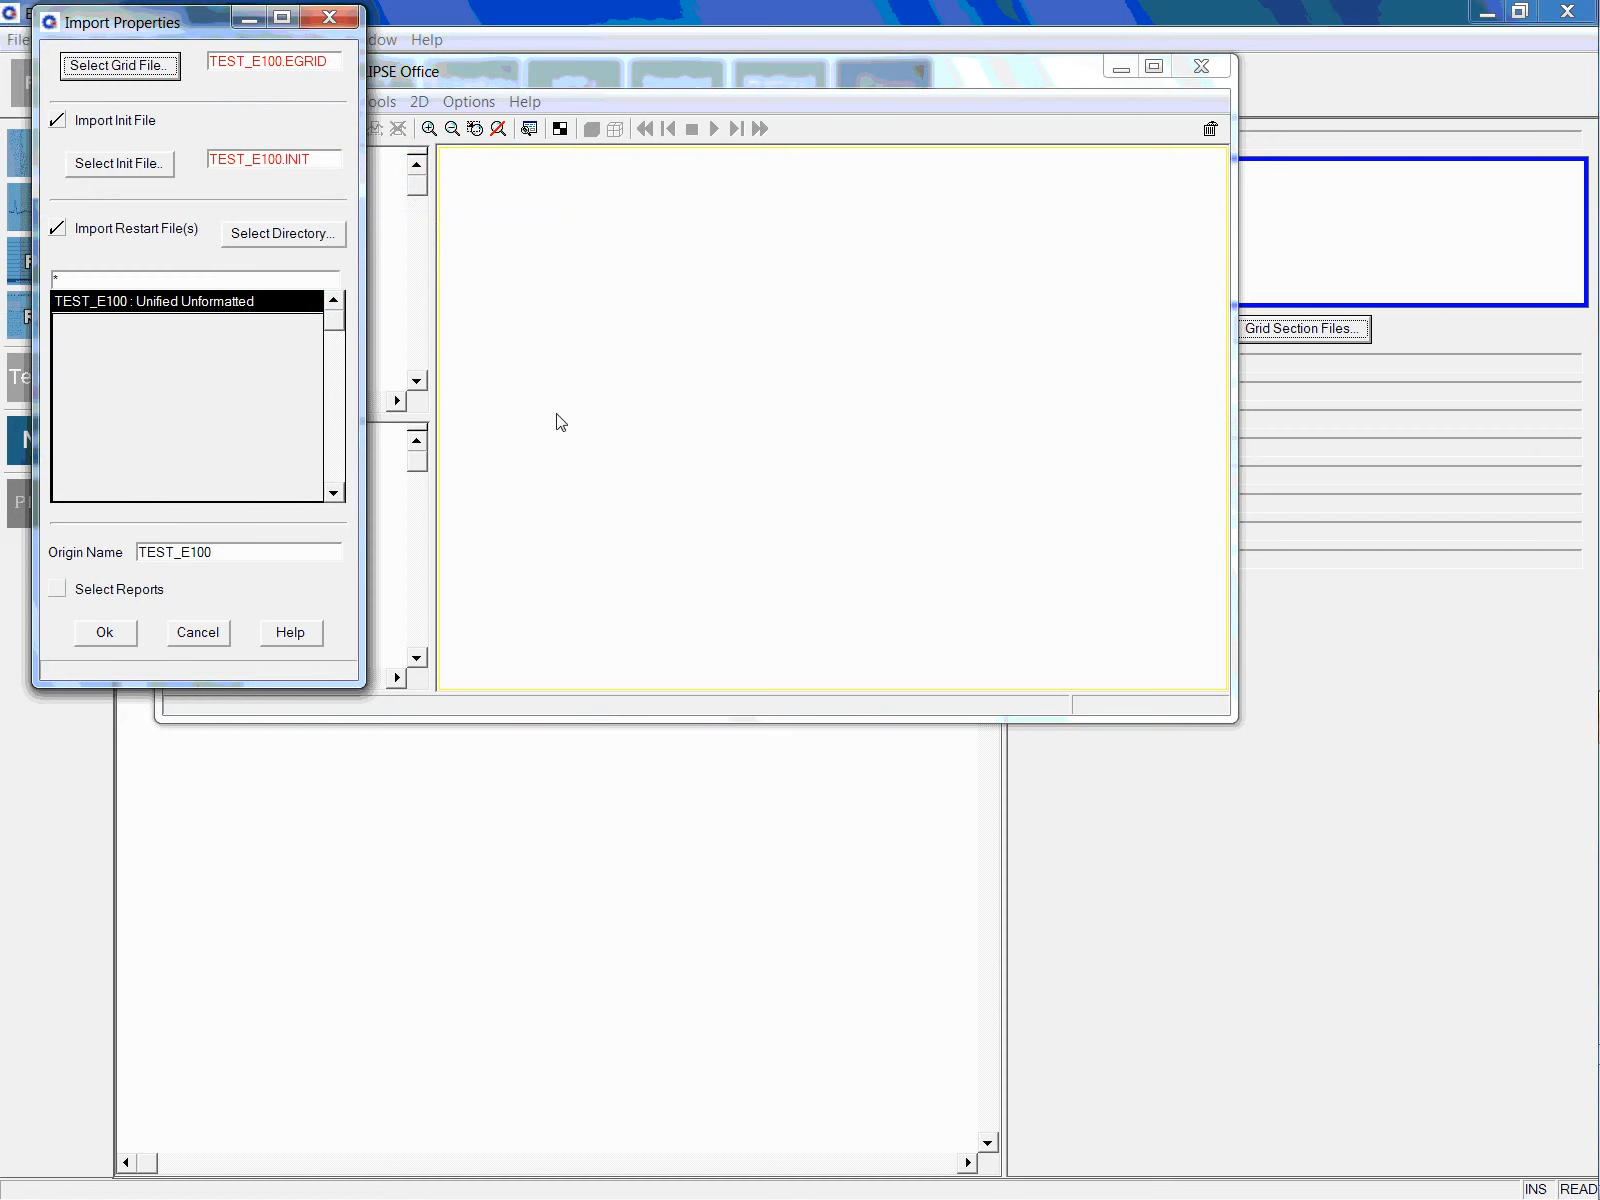 Import Properties
File
dow Help
Select Grid File..
TEST_E100.EGRID
IPSE Office
ools 2D Options Help
Import Init File
Select Init File..
TEST_E100.INIT
Import Restart File(s)
Select Directory...
*
TEST_E100 : Unified Unformatted
Grid Section Files...
Te
Origin Name
TEST_E100
Select Reports
Ok
Cancel
Help
INS
READ